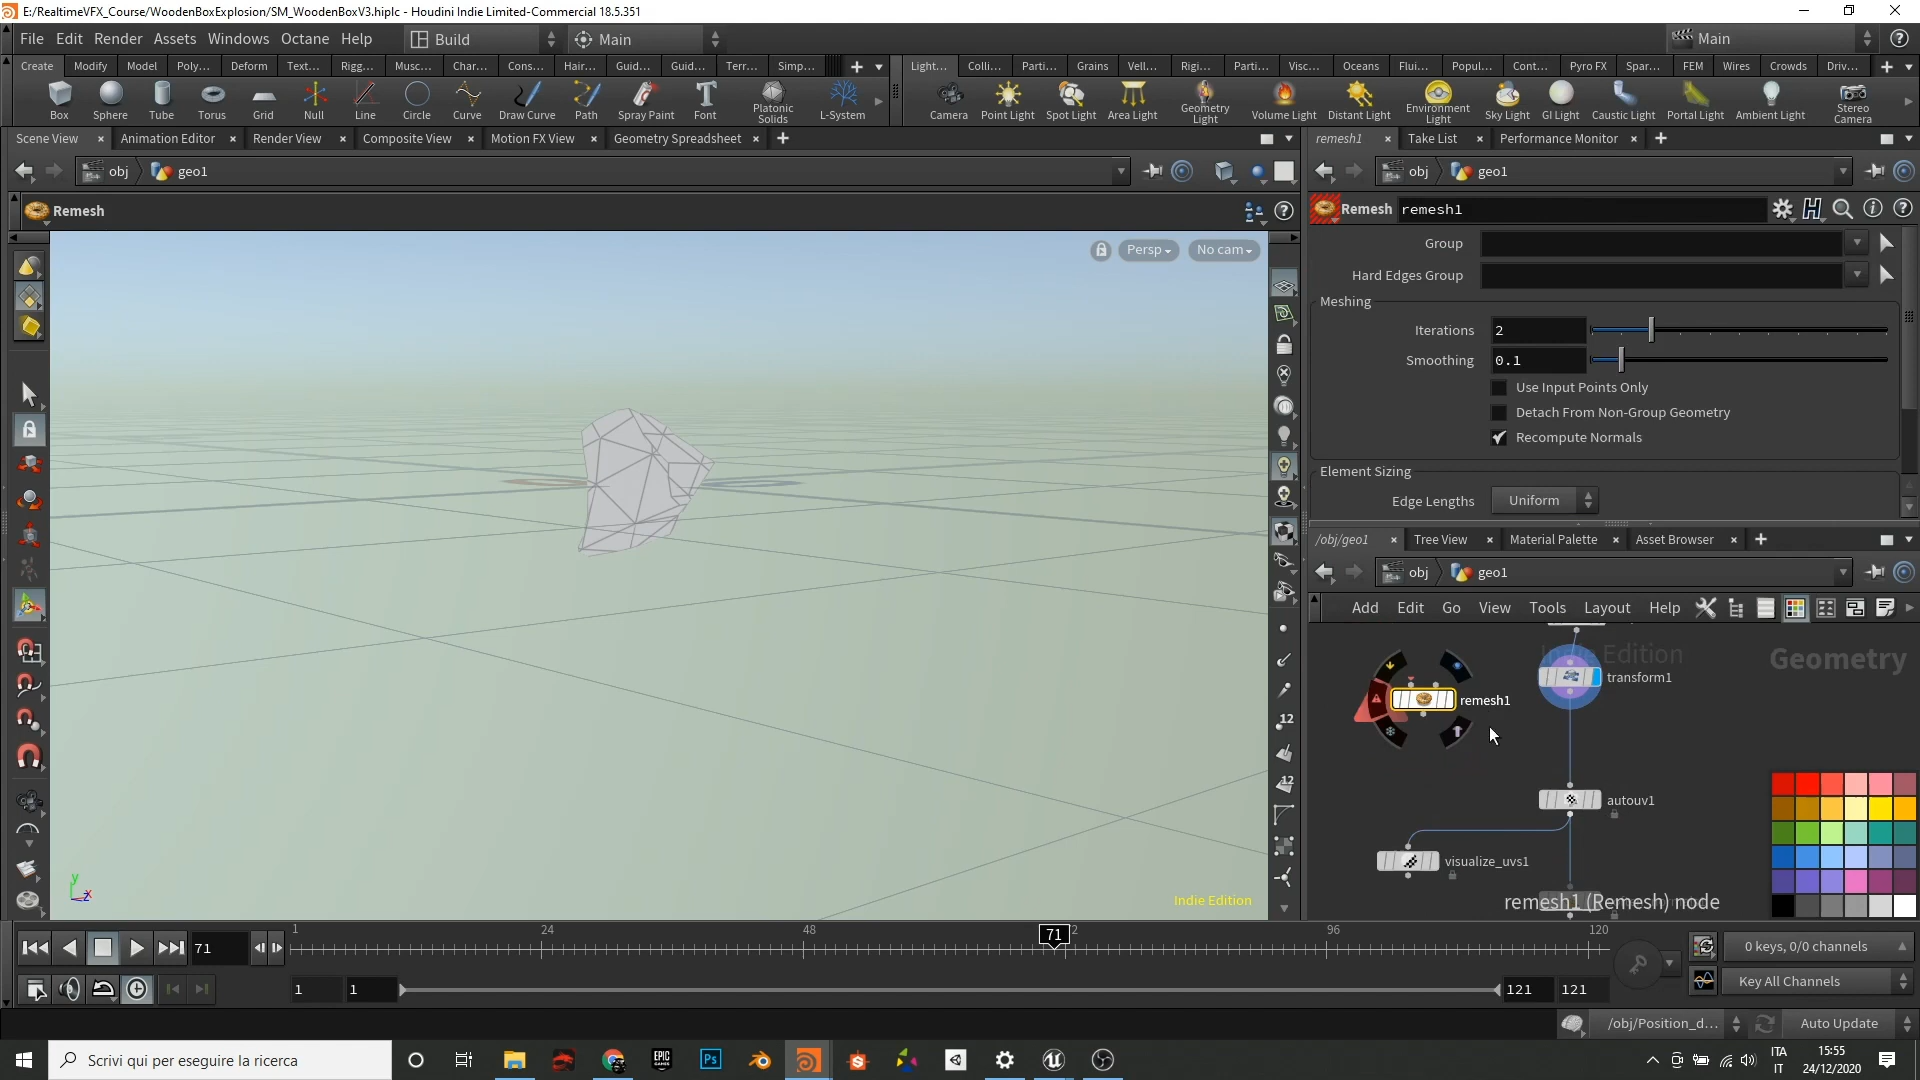 E:/RealtimeVFX_Course/WoodenBoxExplosion/SM_WoodenBoxV3.hiplc - Houdini Indie Limited-Commercial 18.5.351
File Edit Render Assets Windows Octane Help Build Main Main
Create Modify Model Poly... Deform Text... Rigg... Musc... Char... Cons... Hair... Guid... Guid... Terr... Simp... Light... Colli... Parti... Grains Vell... Rigi... Parti... Visc... Oceans Flui... Popul... Cont... Pyro FX Spar... FEM Wires Crowds Driv...
Box Sphere Tube Torus Grid Null Line Circle Curve Draw Curve Path Spray Paint Font Platonic Solids L-System Camera Point Light Spot Light Area Light Geometry Light Volume Light Distant Light Environment Light Sky Light GI Light Caustic Light Portal Light Ambient Light Stereo Camera
Scene View Animation Editor Render View Composite View Motion FX View Geometry Spreadsheet
remesh1 Take List Performance Monitor
obj geo1
obj geo1
Remesh
Remesh remesh1
Persp No cam
Group
Hard Edges Group
Meshing
Iterations 2
Smoothing 0.1
Use Input Points Only
Detach From Non-Group Geometry
Recompute Normals
Element Sizing
Edge Lengths Uniform
/obj/geo1 Tree View Material Palette Asset Browser
obj geo1
Add Edit Go View Tools Layout Help
Indie Edition
Geometry
transform1
remesh1
autouv1
visualize_uvs1
remesh1 (Remesh) node
12
12
y
z x
Indie Edition
71 1 24 48 71 2 96 120
0 keys, 0/0 channels
1 1 121 121
Key All Channels
/obj/Position_d... Auto Update
Scrivi qui per eseguire la ricerca
EPIC GAMES
Ps
ITA
IT
15:55
24/12/2020